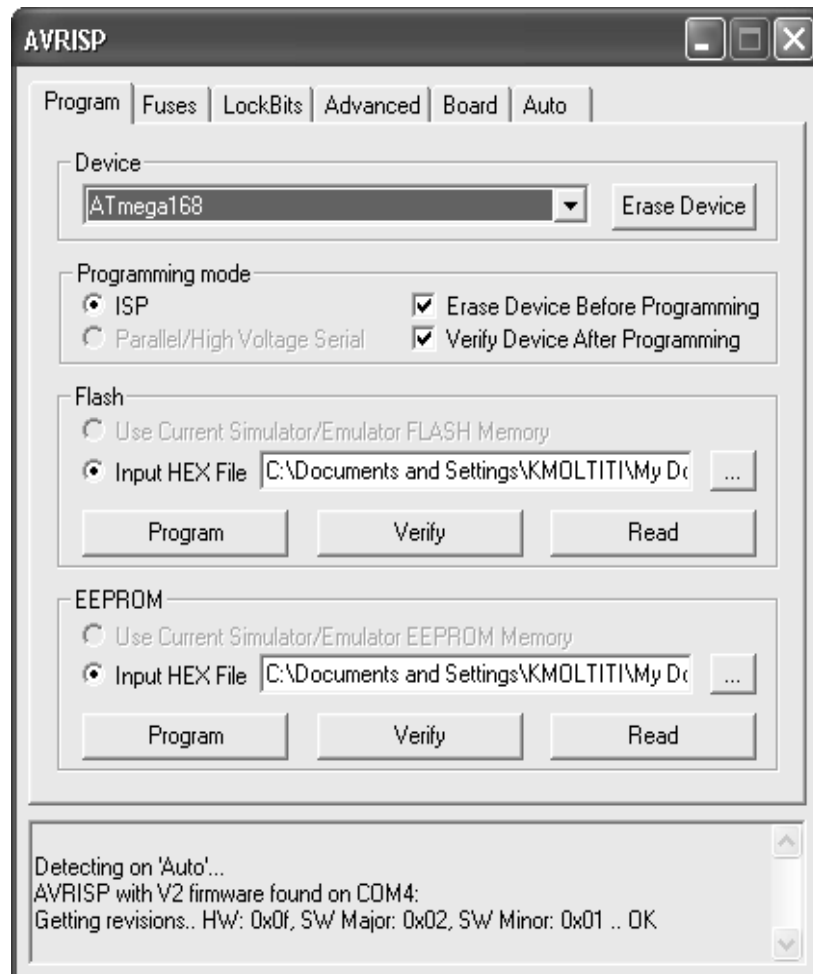 AVRISP
Program Fuses LockBits Advanced Board Auto
Device
ATmega168 Erase Device
Programming mode
ISP Erase Device Before Programming
Parallel/High Voltage Serial Verify Device After Programming
Flash
Use Current Simulator/Emulator FLASH Memory
Input HEX File C:\Documents and Settings\KMOLTITI\My Do ...
Program Verify Read
EEPROM
Use Current Simulator/Emulator EEPROM Memory
Input HEX File C:\Documents and Settings\KMOLTITI\My Do ...
Program Verify Read
Detecting on 'Auto'...
AVRISP with V2 firmware found on COM4:
Getting revisions.. HW: 0x0f, SW Major: 0x02, SW Minor: 0x01 .. OK